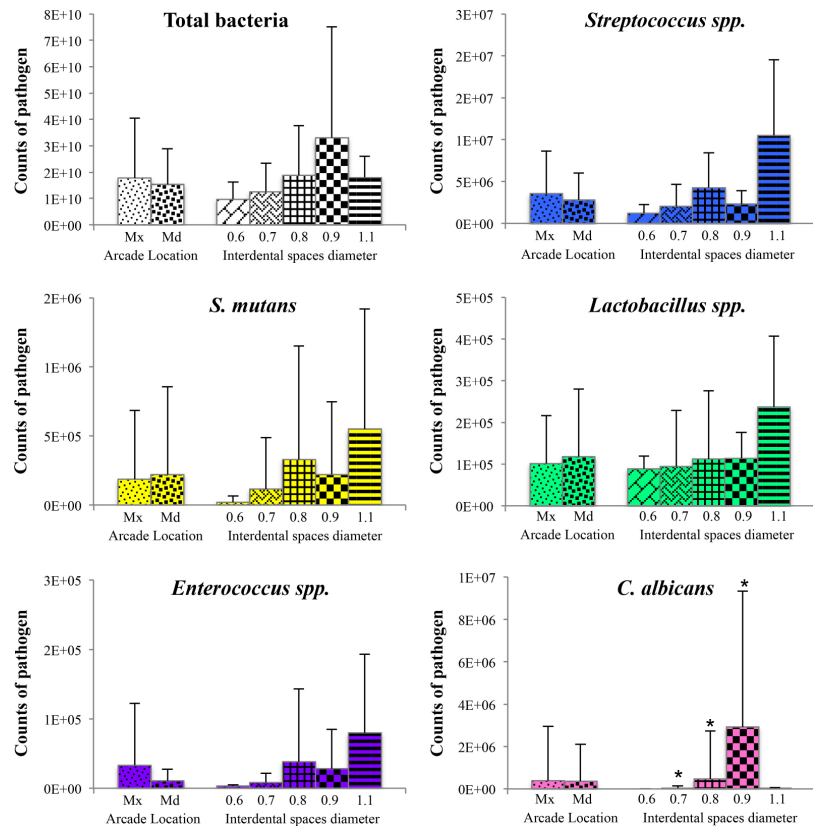 Total bacteria
Counts of pathogen
8E+10
7E+10
6E+10
5E+10
4E+10
3E+10
2E+10
1E+10
0E+00
Mx Md 0.6 0.7 0.8 0.9 1.1
Arcade Location Interdental spaces diameter
Streptococcus spp.
Counts of pathogen
3E+07
2E+07
2E+07
1E+07
5E+06
0E+00
Mx Md 0.6 0.7 0.8 0.9 1.1
Arcade Location Interdental spaces diameter
S. mutans
Counts of pathogen
2E+06
1E+06
5E+05
0E+00
Mx Md 0.6 0.7 0.8 0.9 1.1
Arcade Location Interdental spaces diameter
Lactobacillus spp.
Counts of pathogen
5E+05
4E+05
3E+05
2E+05
1E+05
0E+00
Mx Md 0.6 0.7 0.8 0.9 1.1
Arcade Location Interdental spaces diameter
Enterococcus spp.
Counts of pathogen
3E+05
2E+05
1E+05
0E+00
Mx Md 0.6 0.7 0.8 0.9 1.1
Arcade Location Interdental spaces diameter
C. albicans
Counts of pathogen
1E+07
8E+06
6E+06
4E+06
2E+06
0E+00
* * *
Mx Md 0.6 0.7 0.8 0.9 1.1
Arcade Location Interdental spaces diameter